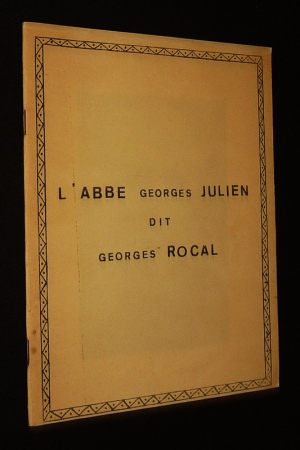 L'ABBE GEORGES JULIEN
DIT
GEORGES ROCAL